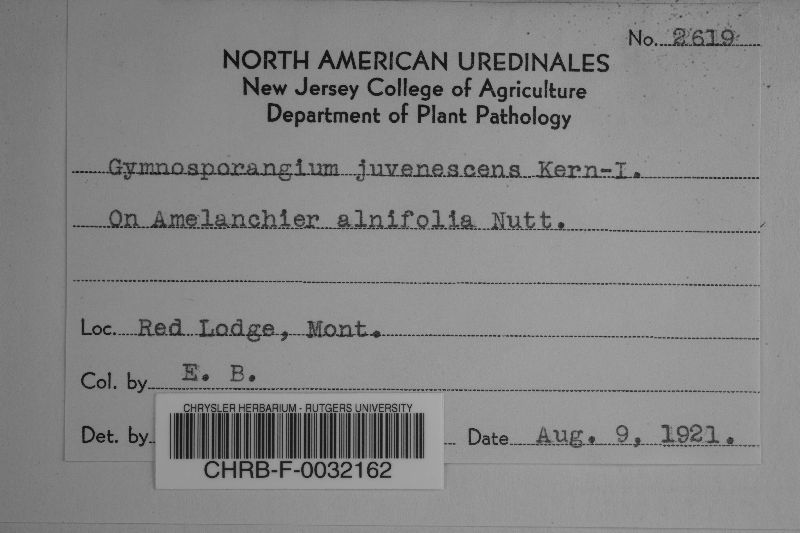 No. 2619
NORTH AMERICAN UREDINALES
New Jersey College of Agriculture
Department of Plant Pathology
Gymnosporangium juvenescens Kern-I.
On Amelanchier alnifolia Nutt.
Loc. Red Lodge, Mont.
Col. by E. B.
Det. by
Date Aug. 9, 1921.
CHRYSLER HERBARIUM - RUTGERS UNIVERSITY
CHRB-F-0032162